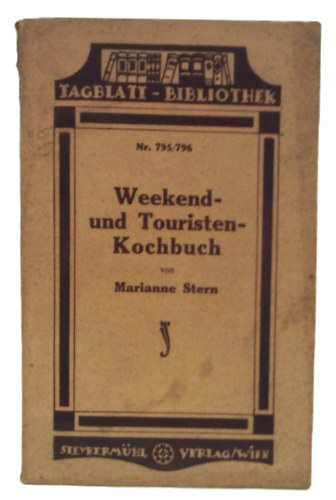 TAGBLATT-BIBLIOTHEK
Nr. 795/796
Weekend-
und Touristen-
Kochbuch
von
Marianne Stern
STEYRERMÜHL VERLAG/WIEN